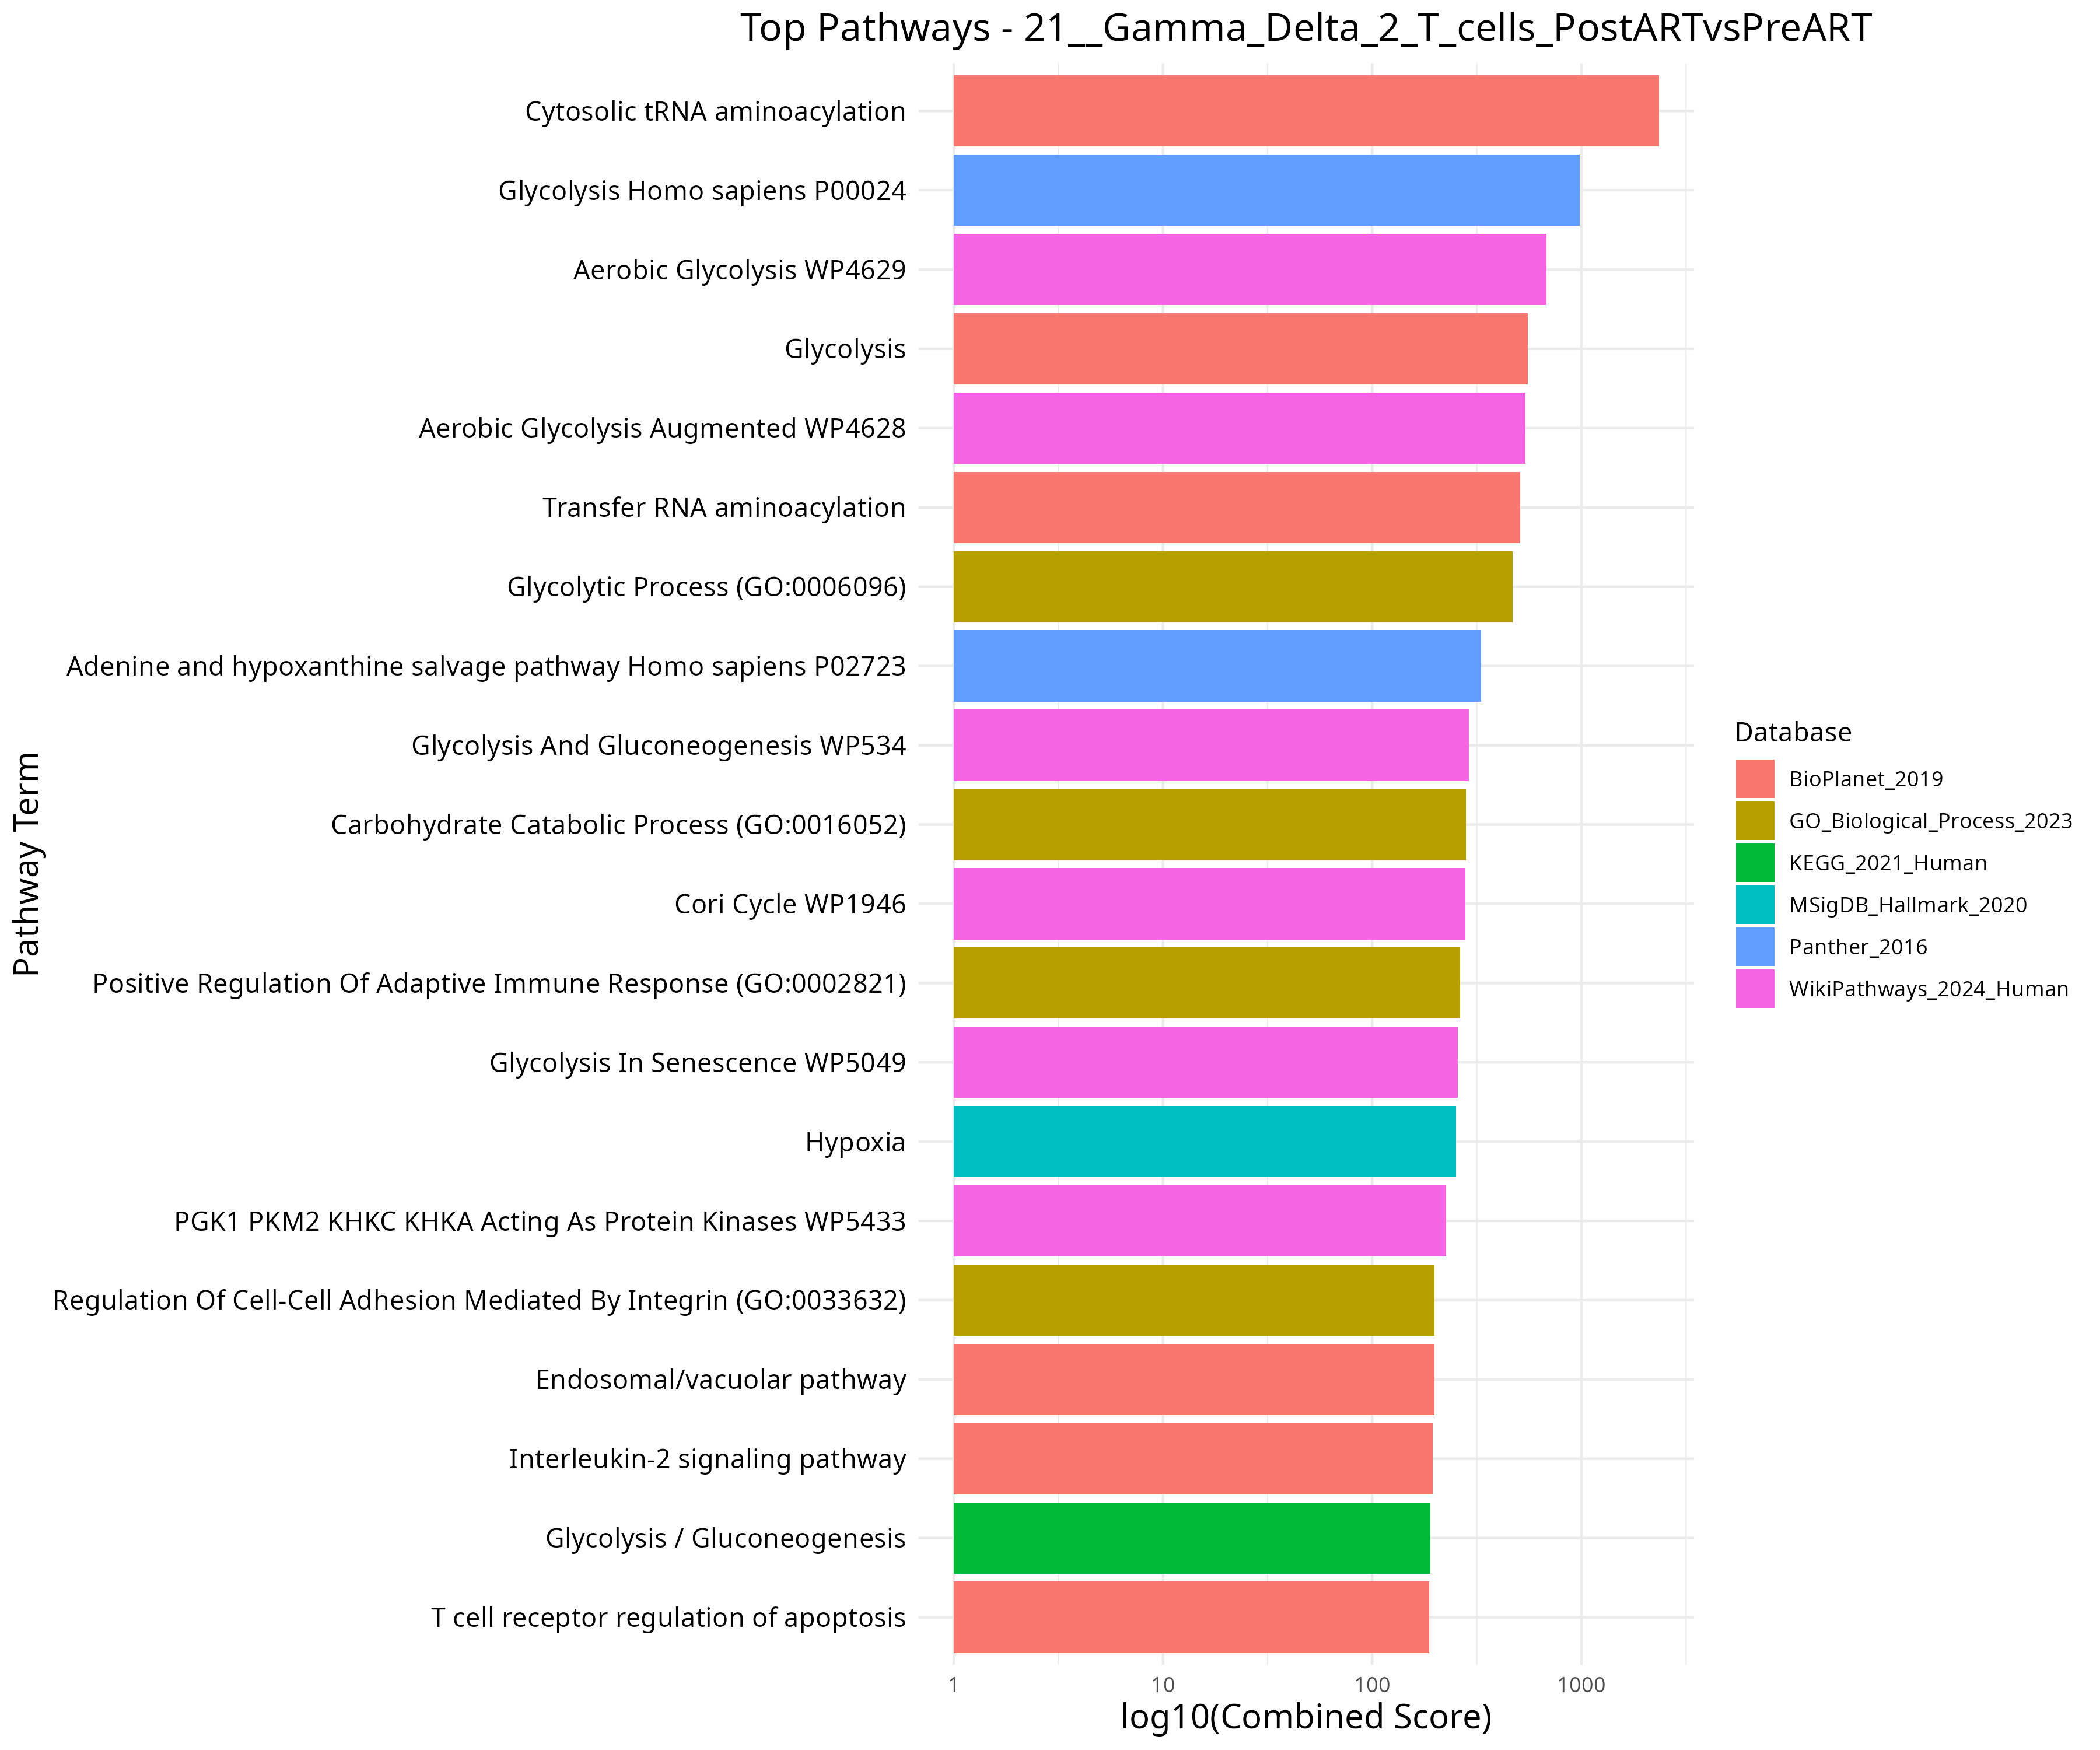 Top Pathways - 21__Gamma_Delta_2_T_cells_PostARTvsPreART
Pathway Term
Cytosolic tRNA aminoacylation
Glycolysis Homo sapiens P00024
Aerobic Glycolysis WP4629
Glycolysis
Aerobic Glycolysis Augmented WP4628
Transfer RNA aminoacylation
Glycolytic Process (GO:0006096)
Adenine and hypoxanthine salvage pathway Homo sapiens P02723
Glycolysis And Gluconeogenesis WP534
Carbohydrate Catabolic Process (GO:0016052)
Cori Cycle WP1946
Positive Regulation Of Adaptive Immune Response (GO:0002821)
Glycolysis In Senescence WP5049
Hypoxia
PGK1 PKM2 KHKC KHKA Acting As Protein Kinases WP5433
Regulation Of Cell-Cell Adhesion Mediated By Integrin (GO:0033632)
Endosomal/vacuolar pathway
Interleukin-2 signaling pathway
Glycolysis / Gluconeogenesis
T cell receptor regulation of apoptosis
1 10 100 1000
log10(Combined Score)
Database
BioPlanet_2019
GO_Biological_Process_2023
KEGG_2021_Human
MSigDB_Hallmark_2020
Panther_2016
WikiPathways_2024_Human